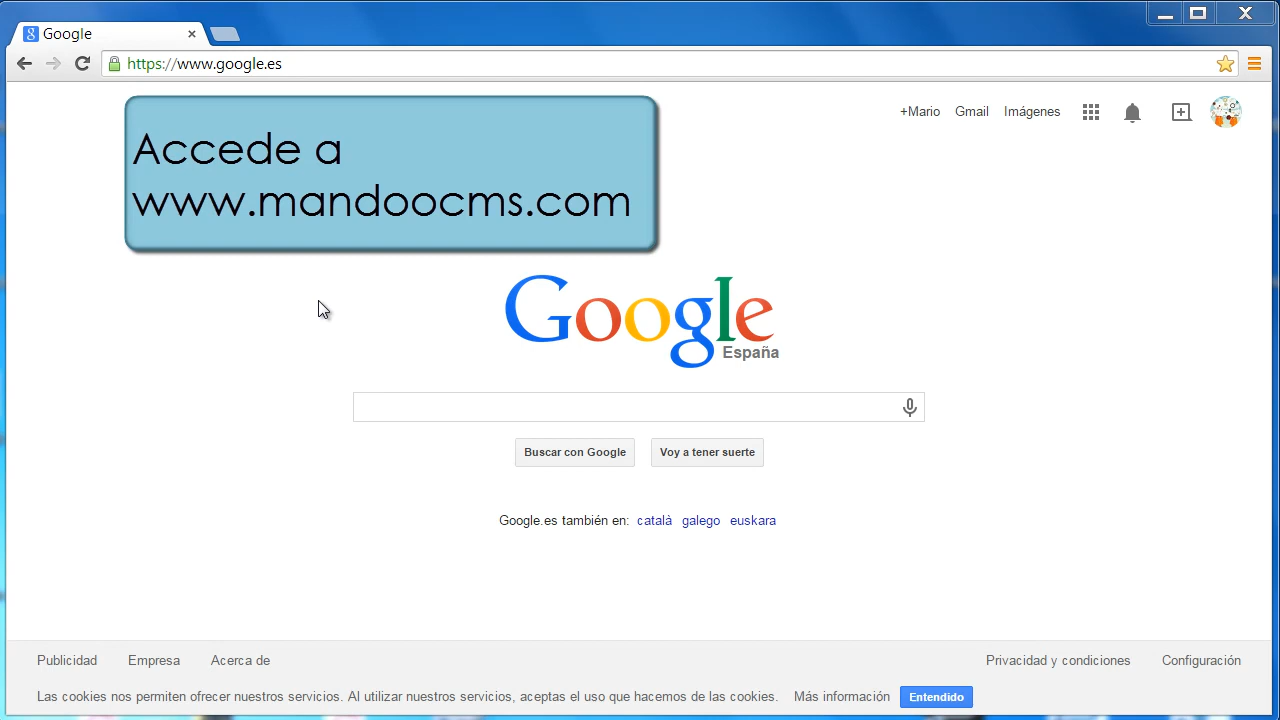 Google
https://www.google.es
+Mario Gmail Imágenes
Accede a
www.mandoocms.com
Google
España
Buscar con Google Voy a tener suerte
Google.es también en: català galego euskara
Publicidad Empresa Acerca de Privacidad y condiciones Configuración
Las cookies nos permiten ofrecer nuestros servicios. Al utilizar nuestros servicios, aceptas el uso que hacemos de las cookies. Más información Entendido